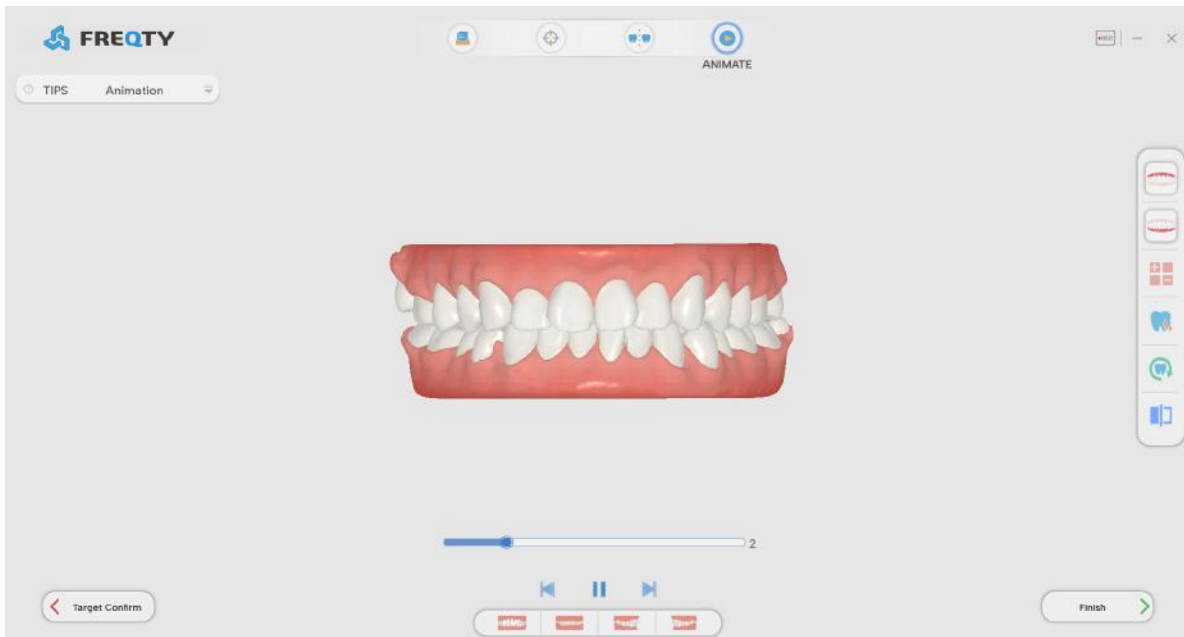 FREQTY
ANIMATE
TIPS Animation
2
Target Confirm
Finish